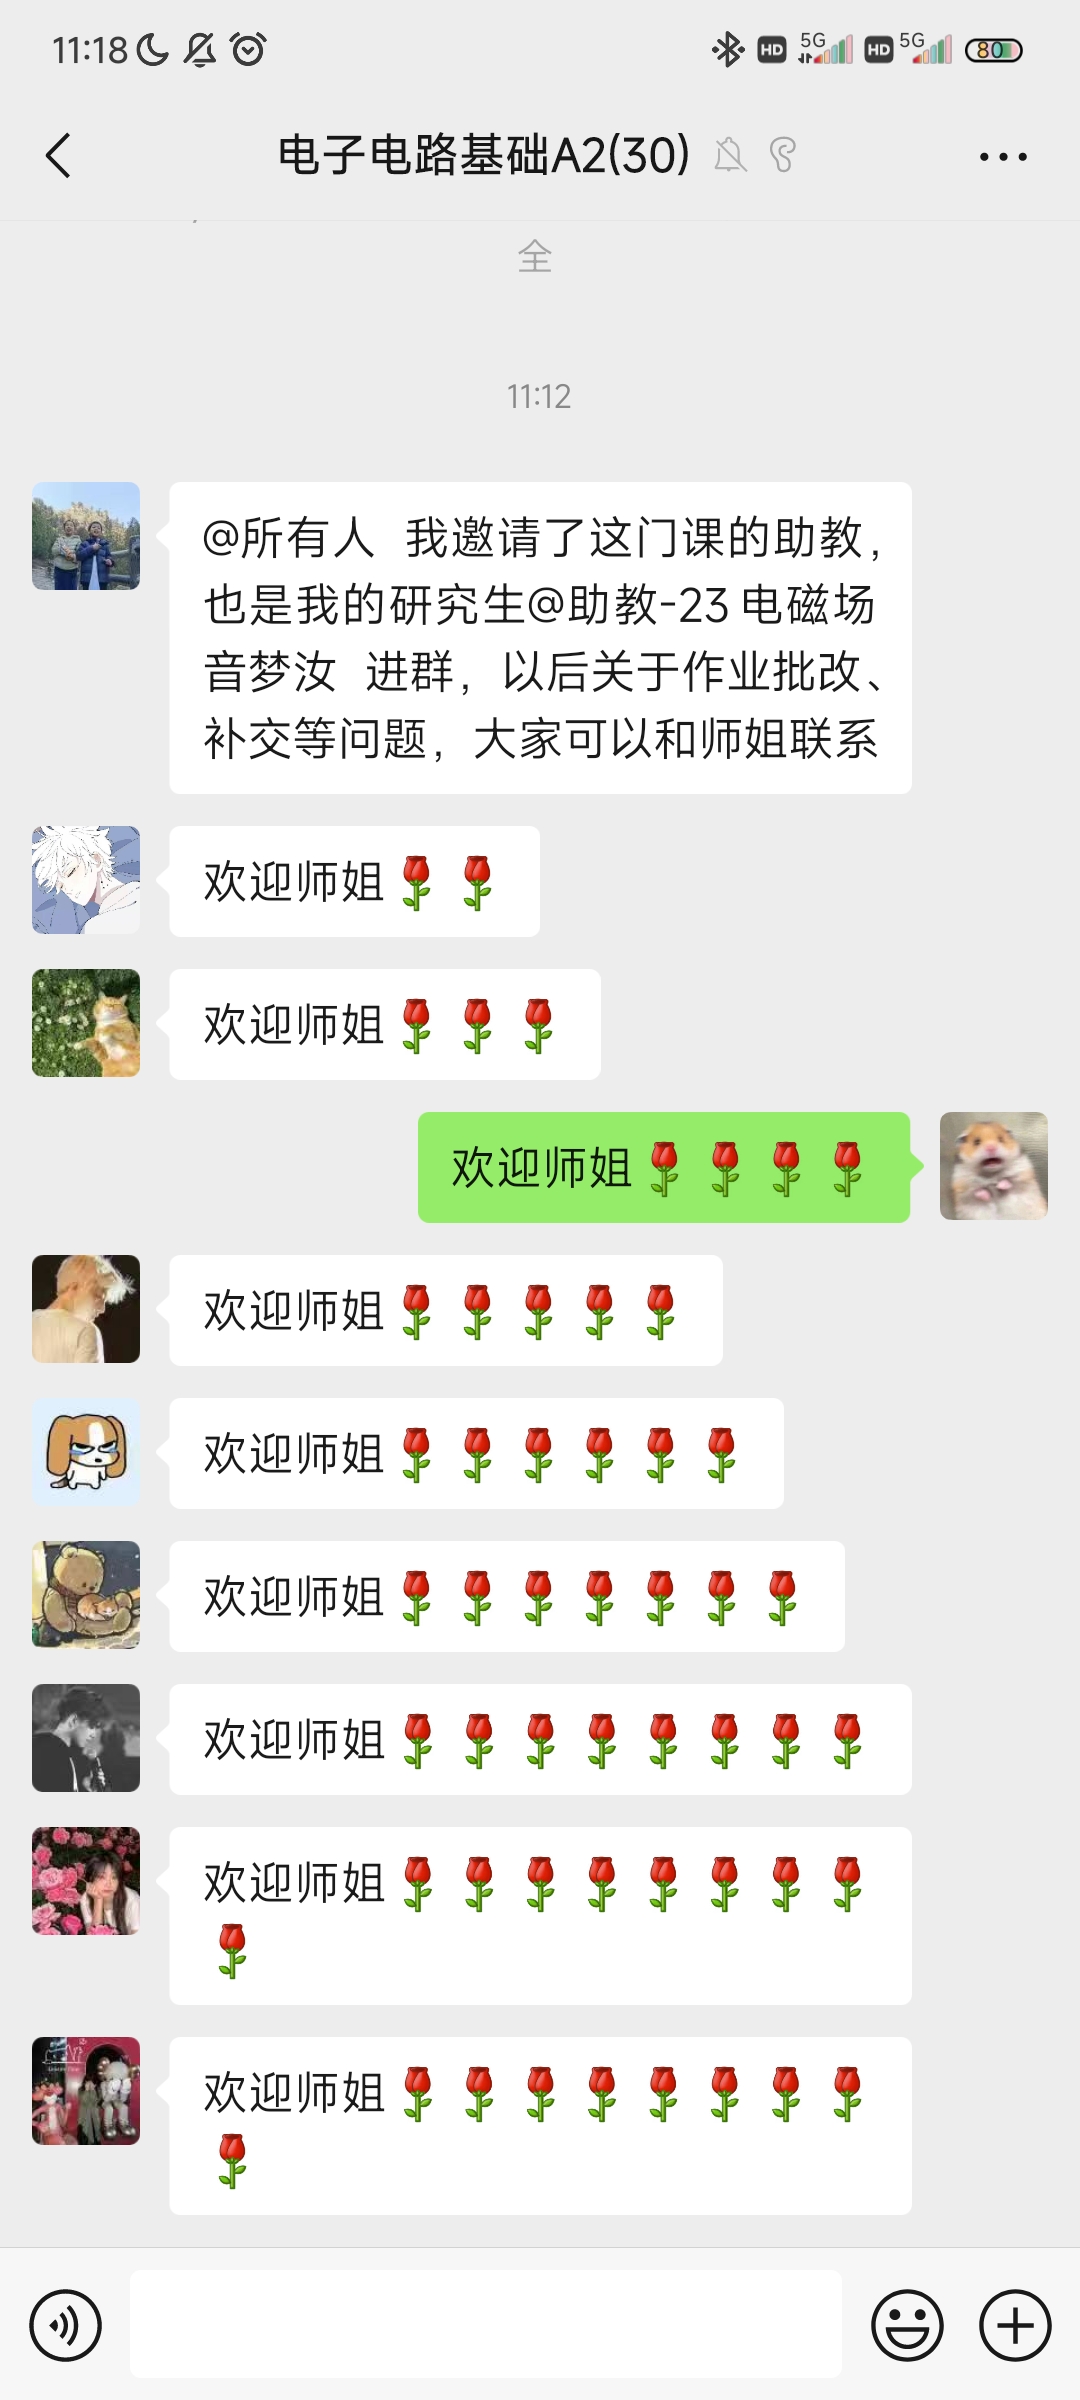 11:18 HD 5G HD 5G 80
电子电路基础A2(30)
全
11:12
@所有人 我邀请了这门课的助教，
也是我的研究生@助教-23 电磁场
音梦汝 进群，以后关于作业批改、
补交等问题，大家可以和师姐联系
欢迎师姐🌹🌹
欢迎师姐🌹🌹🌹
欢迎师姐🌹🌹🌹🌹
欢迎师姐🌹🌹🌹🌹🌹
欢迎师姐🌹🌹🌹🌹🌹🌹
欢迎师姐🌹🌹🌹🌹🌹🌹🌹
欢迎师姐🌹🌹🌹🌹🌹🌹🌹🌹
欢迎师姐🌹🌹🌹🌹🌹🌹🌹🌹
🌹
欢迎师姐🌹🌹🌹🌹🌹🌹🌹🌹
🌹